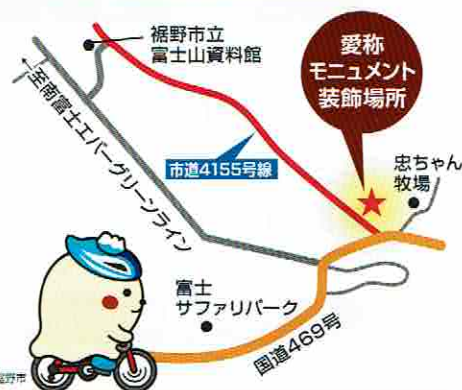 裾野市立
富士山資料館
愛称
モニュメント
装飾場所
至南富士エバーグリーンライン
市道4155号線
忠ちゃん
牧場
富士
サファリパーク
国道469号
裾野市